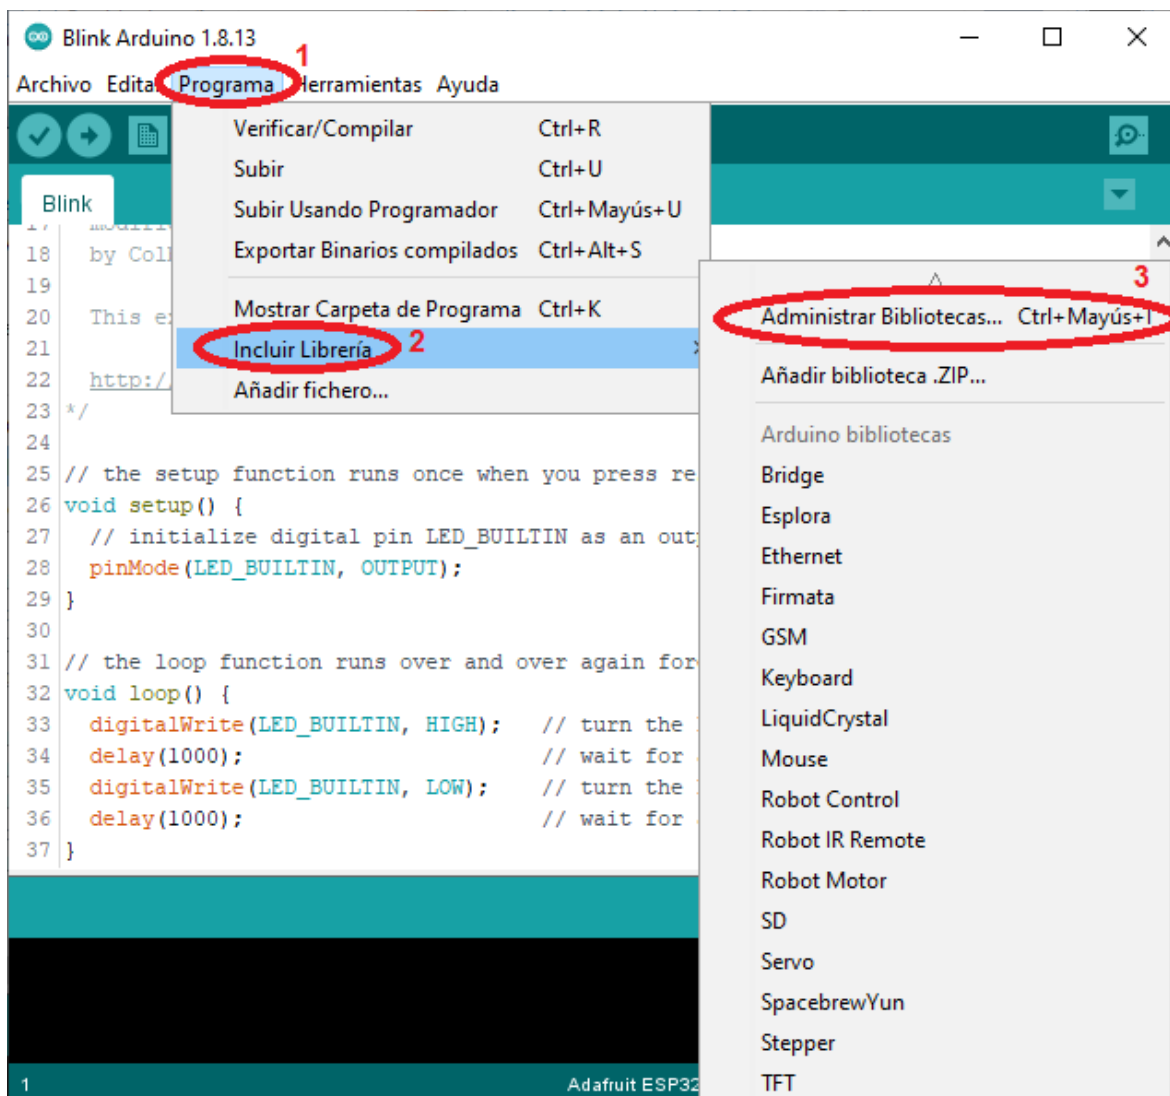 Blink Arduino 1.8.13
1
Archivo Edita Programa Herramientas Ayuda
Verificar/Compilar Ctrl+R
Subir Ctrl+U
Subir Usando Programador Ctrl+Mayús+U
Exportar Binarios compilados Ctrl+Alt+S
Mostrar Carpeta de Programa Ctrl+K
Incluir Librería 2
Añadir fichero...
3
Administrar Bibliotecas... Ctrl+Mayús+I
Añadir biblioteca .ZIP...
Arduino bibliotecas
Bridge
Esplora
Ethernet
Firmata
GSM
Keyboard
LiquidCrystal
Mouse
Robot Control
Robot IR Remote
Robot Motor
SD
Servo
SpacebrewYun
Stepper
TFT
Blink
17
18 by Col
19
20 This e
21
22 http:/
23 */
24
25 // the setup function runs once when you press re
26 void setup() {
27 // initialize digital pin LED_BUILTIN as an out
28 pinMode(LED_BUILTIN, OUTPUT);
29 }
30
31 // the loop function runs over and over again for
32 void loop() {
33 digitalWrite(LED_BUILTIN, HIGH); // turn the
34 delay(1000); // wait for
35 digitalWrite(LED_BUILTIN, LOW); // turn the
36 delay(1000); // wait for
37 }
1 Adafruit ESP32